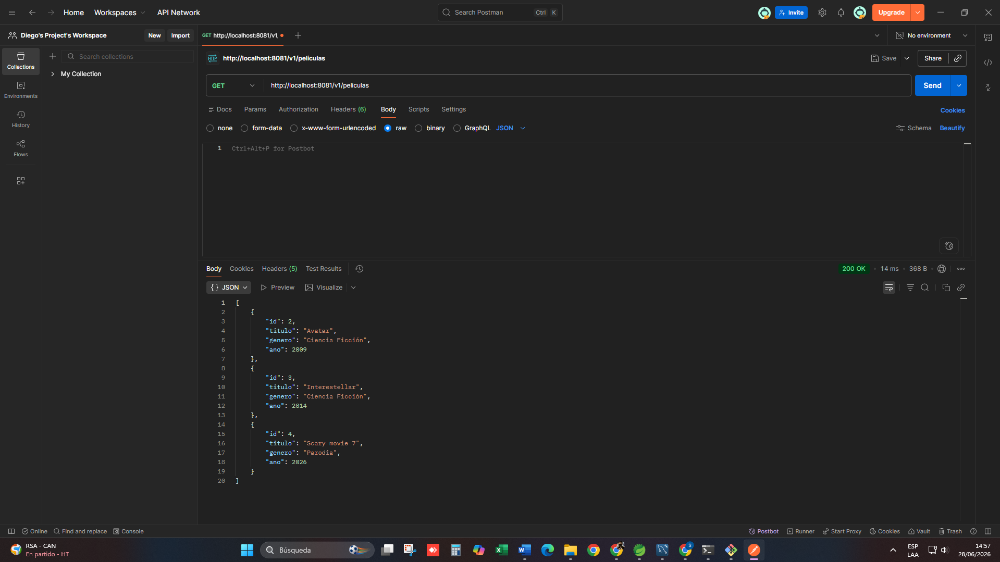 Home
Workspaces
API Network
Search Postman
Ctrl K
Invite
Upgrade
Diego's Project's Workspace
New
Import
GET http://localhost:8081/v1
No environment
Collections
Search collections
My Collection
Environments
History
Flows
HTTP http://localhost:8081/v1/peliculas
Save
Share
GET http://localhost:8081/v1/peliculas
Send
Docs
Params
Authorization
Headers (6)
Body
Scripts
Settings
Cookies
none
form-data
x-www-form-urlencoded
raw
binary
GraphQL
JSON
Schema
Beautify
1 Ctrl+Alt+P for Postbot
Body
Cookies
Headers (5)
Test Results
200 OK
14 ms
368 B
{} JSON
Preview
Visualize
1 [
2 {
3 "id": 2,
4 "titulo": "Avatar",
5 "genero": "Ciencia Ficción",
6 "ano": 2009
7 },
8 {
9 "id": 3,
10 "titulo": "Interestellar",
11 "genero": "Ciencia Ficción",
12 "ano": 2014
13 },
14 {
15 "id": 4,
16 "titulo": "Scary movie 7",
17 "genero": "Parodia",
18 "ano": 2026
19 }
20 ]
Online
Find and replace
Console
Postbot
Runner
Start Proxy
Cookies
Vault
Trash
RSA - CAN
En partido - HT
Búsqueda
ESP
LAA
14:57
28/06/2026